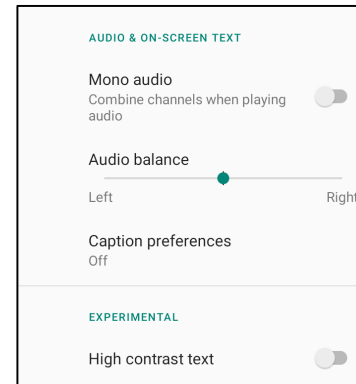 AUDIO & ON-SCREEN TEXT
Mono audio
Combine channels when playing
audio
Audio balance
Left
Right
Caption preferences
Off
EXPERIMENTAL
High contrast text